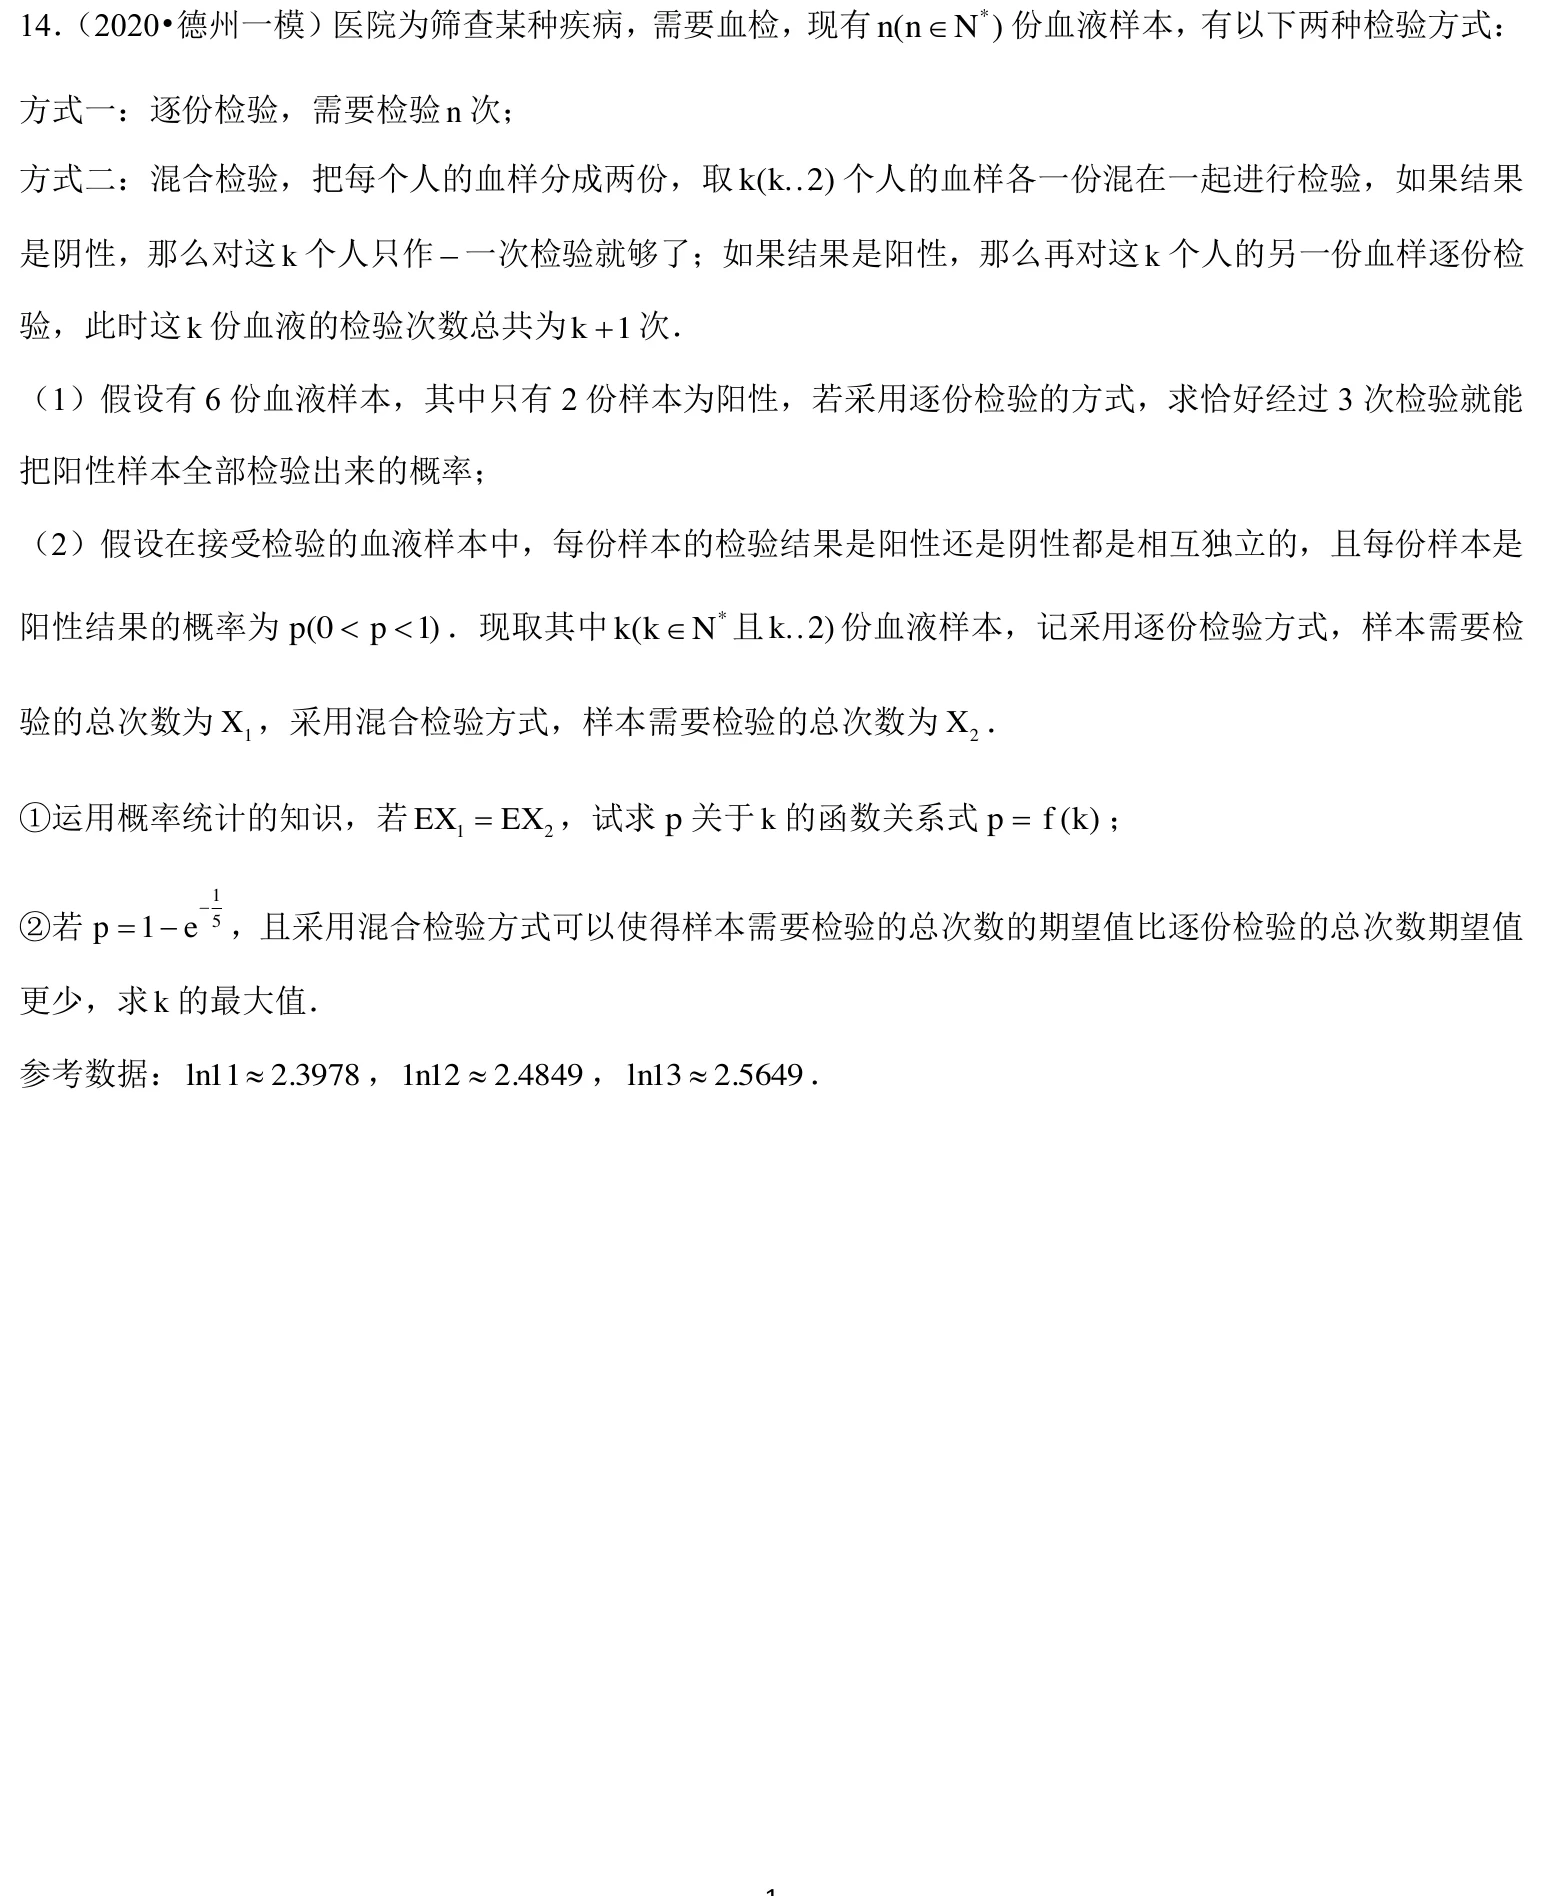 14.（2020•德州一模）医院为筛查某种疾病，需要血检，现有 n(n∈N*) 份血液样本，有以下两种检验方式：
方式一：逐份检验，需要检验 n 次；
方式二：混合检验，把每个人的血样分成两份，取 k(k‥2) 个人的血样各一份混在一起进行检验，如果结果
是阴性，那么对这 k 个人只作 – 一次检验就够了；如果结果是阳性，那么再对这 k 个人的另一份血样逐份检
验，此时这 k 份血液的检验次数总共为 k+1 次．
（1）假设有 6 份血液样本，其中只有 2 份样本为阳性，若采用逐份检验的方式，求恰好经过 3 次检验就能
把阳性样本全部检验出来的概率；
（2）假设在接受检验的血液样本中，每份样本的检验结果是阳性还是阴性都是相互独立的，且每份样本是
阳性结果的概率为 p(0<p<1)．现取其中 k(k∈N* 且 k‥2) 份血液样本，记采用逐份检验方式，样本需要检
验的总次数为 X₁，采用混合检验方式，样本需要检验的总次数为 X₂．
①运用概率统计的知识，若 EX₁=EX₂，试求 p 关于 k 的函数关系式 p=f(k)；
②若 p=1−e^{−1/5}，且采用混合检验方式可以使得样本需要检验的总次数的期望值比逐份检验的总次数期望值
更少，求 k 的最大值．
参考数据：ln11≈2.3978，ln12≈2.4849，ln13≈2.5649．
1